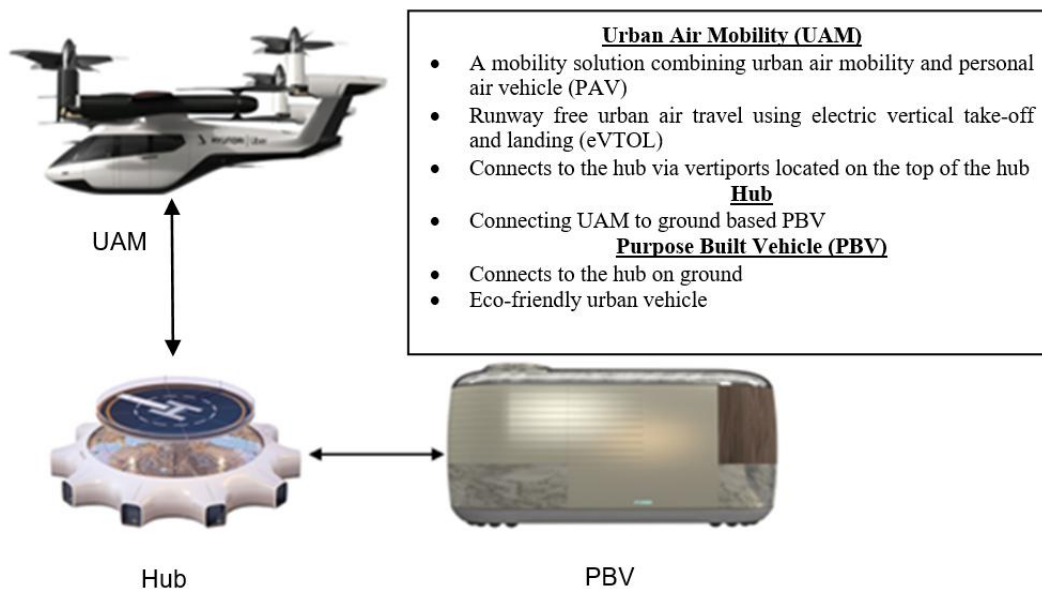 Urban Air Mobility (UAM)
• A mobility solution combining urban air mobility and personal
air vehicle (PAV)
• Runway free urban air travel using electric vertical take-off
and landing (eVTOL)
• Connects to the hub via vertiports located on the top of the hub
Hub
• Connecting UAM to ground based PBV
Purpose Built Vehicle (PBV)
• Connects to the hub on ground
• Eco-friendly urban vehicle
HYUNDAI | Uber
UAM
H
Hub
PBV